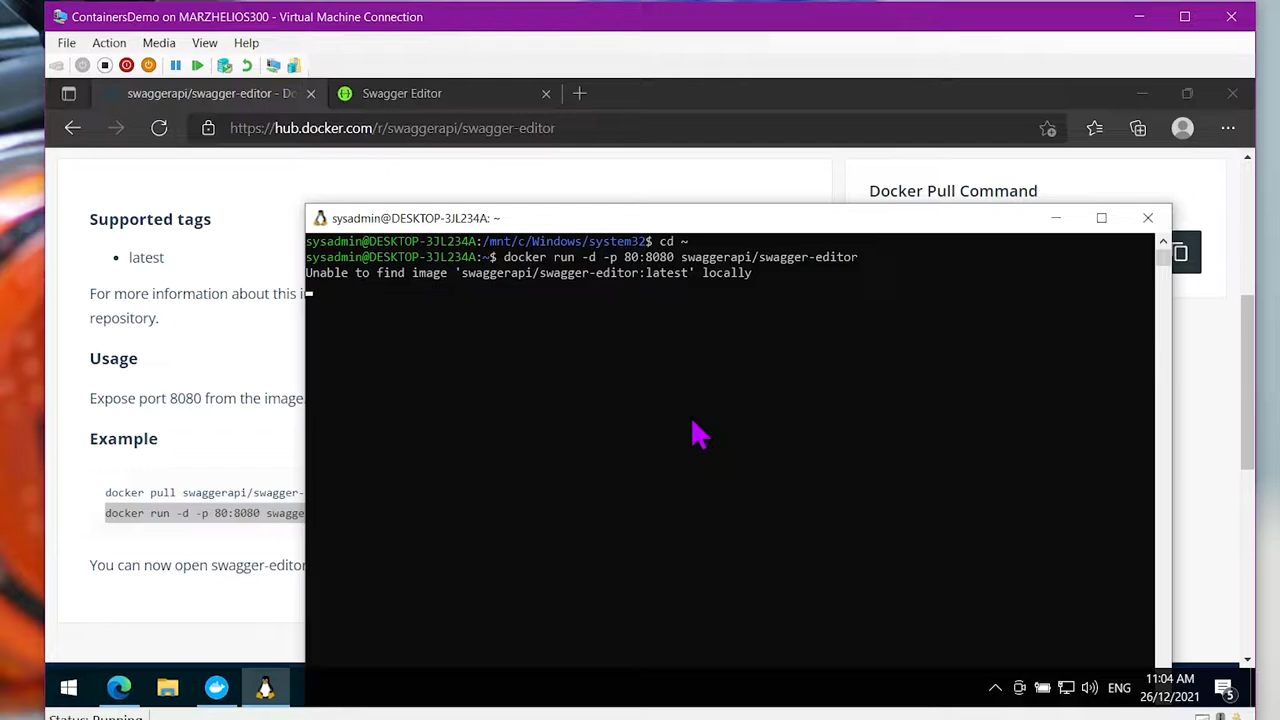 ContainersDemo on MARZHELIOS300 - Virtual Machine Connection
File Action Media View Help
swaggerapi/swagger-editor - Do
Swagger Editor
https://hub.docker.com/r/swaggerapi/swagger-editor
Docker Pull Command
Supported tags
latest
For more information about this i
repository.
Usage
Expose port 8080 from the image
Example
docker pull swaggerapi/swagger-
docker run -d -p 80:8080 swagge
You can now open swagger-editor
sysadmin@DESKTOP-3JL234A: ~
sysadmin@DESKTOP-3JL234A:/mnt/c/Windows/system32$ cd ~
sysadmin@DESKTOP-3JL234A:~$ docker run -d -p 80:8080 swaggerapi/swagger-editor
Unable to find image 'swaggerapi/swagger-editor:latest' locally
ENG
11:04 AM
26/12/2021
5
Status: Running